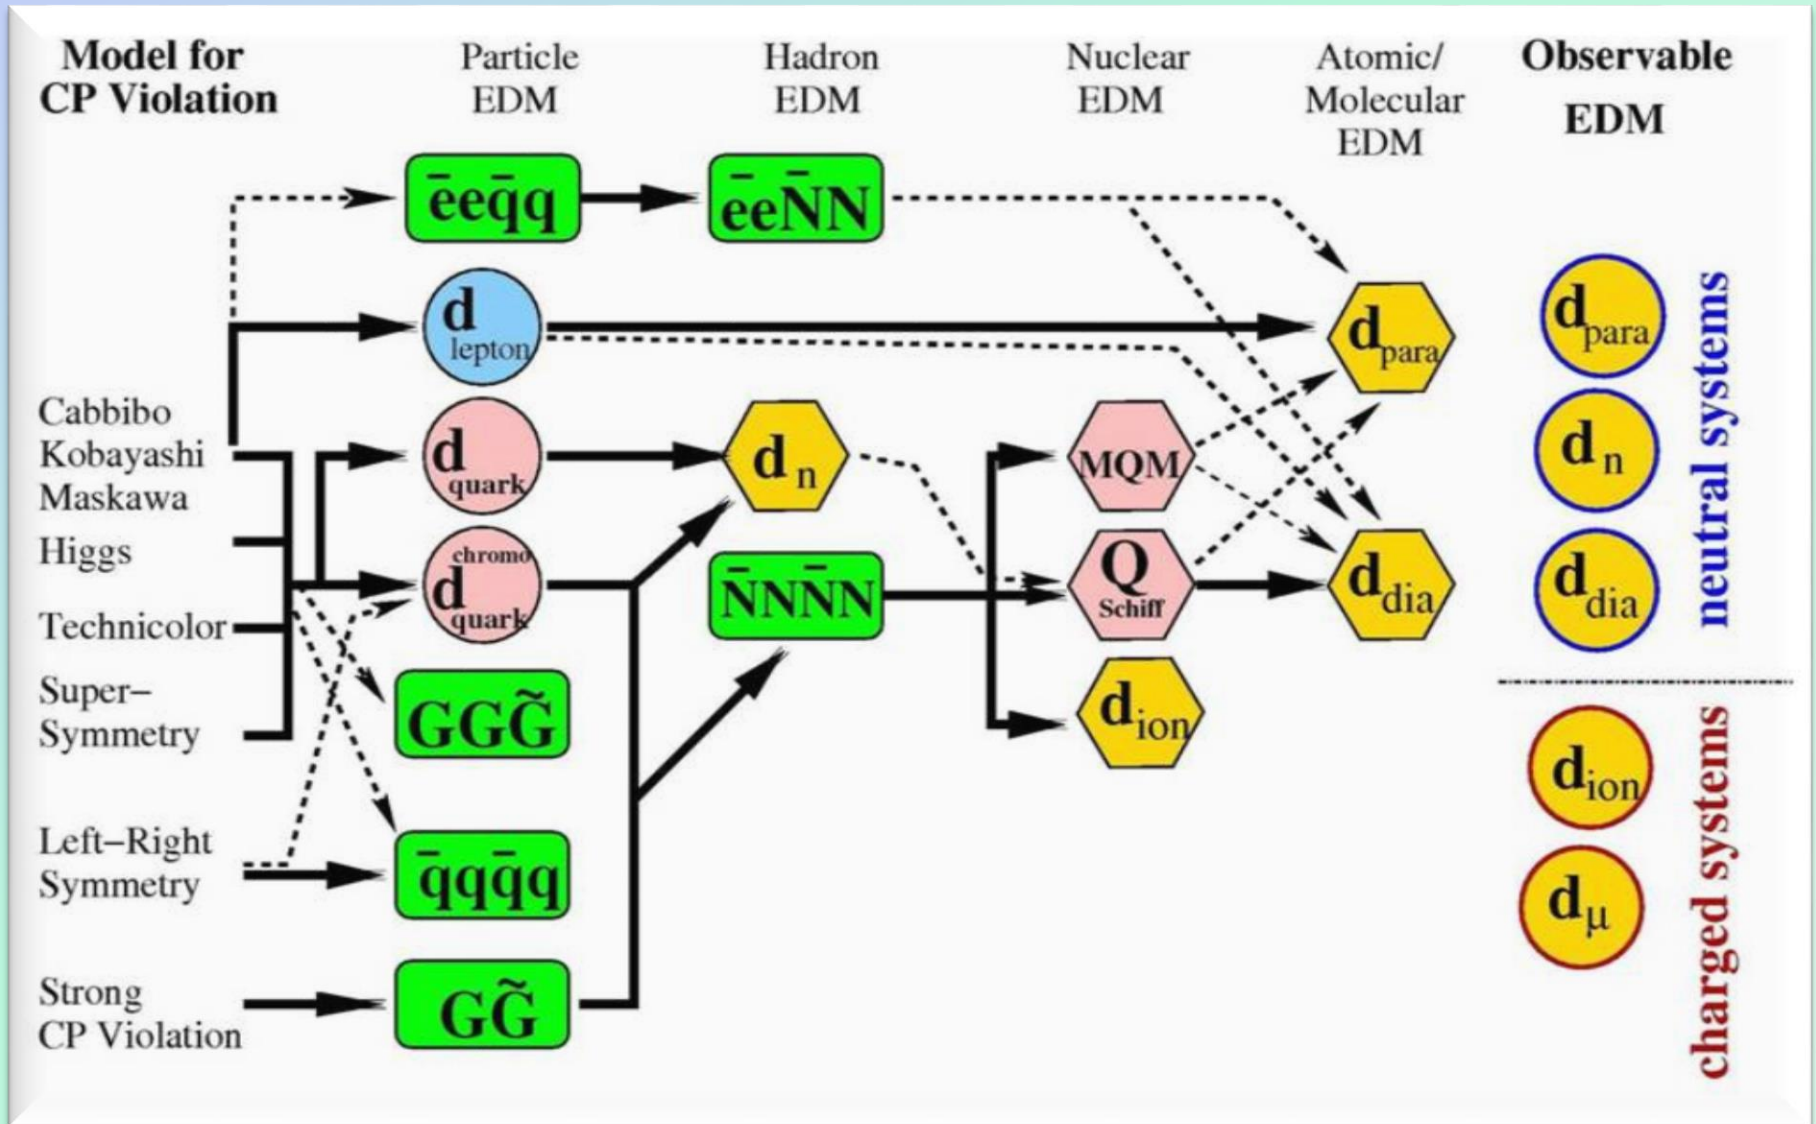 Model for
CP Violation
Particle
EDM
Hadron
EDM
Nuclear
EDM
Atomic/
Molecular
EDM
Observable
EDM
ēeq̄q
ēeN̄N
d
lepton
d
para
d
para
Cabbibo
Kobayashi
Maskawa
d
quark
d n
MQM
d n
Higgs
chromo
d
quark
N̄NN̄N
Q
Schiff
d
dia
d
dia
neutral systems
Technicolor
Super–
Symmetry
GGG̃
d ion
d ion
Left–Right
Symmetry
q̄qq̄q
d μ
charged systems
Strong
CP Violation
GG̃